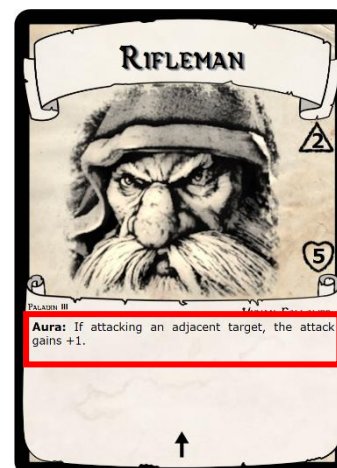 RIFLEMAN
2
5
PALADIN III
Aura: If attacking an adjacent target, the attack
gains +1.